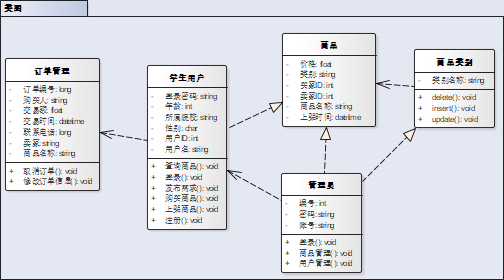 类图
订单管理
- 订单编号: long
- 购买人: string
- 交易额: float
- 交易时间: datetime
- 联系电话: long
- 卖家: string
- 商品名称: string
+ 取消订单(): void
+ 修改订单信息(): void
学生用户
- 登录密码: string
- 年龄: int
- 所属院校: string
- 性别: char
- 用户ID: int
- 用户名: string
+ 查询商品(): void
+ 登录(): void
+ 发布需求(): void
+ 购买商品(): void
+ 上架商品(): void
+ 注册(): void
商品
- 价格: float
- 类别: string
- 买家ID: int
- 卖家ID: int
- 商品名称: string
- 上架时间: datetime
商品类别
- 类别名称: string
+ delete(): void
+ insert(): void
+ update(): void
管理员
- 编号: int
- 密码: string
- 账号: string
+ 登录(): void
+ 商品管理(): void
+ 用户管理(): void